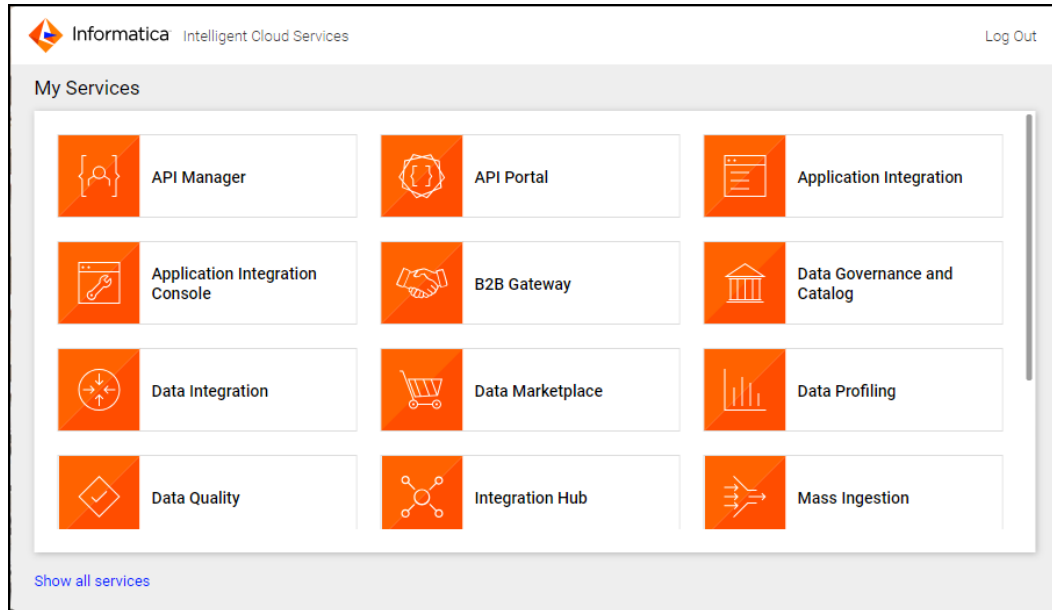 Informatica Intelligent Cloud Services
Log Out
My Services
API Manager
API Portal
Application Integration
Application Integration
Console
B2B Gateway
Data Governance and
Catalog
Data Integration
Data Marketplace
Data Profiling
Data Quality
Integration Hub
Mass Ingestion
Show all services